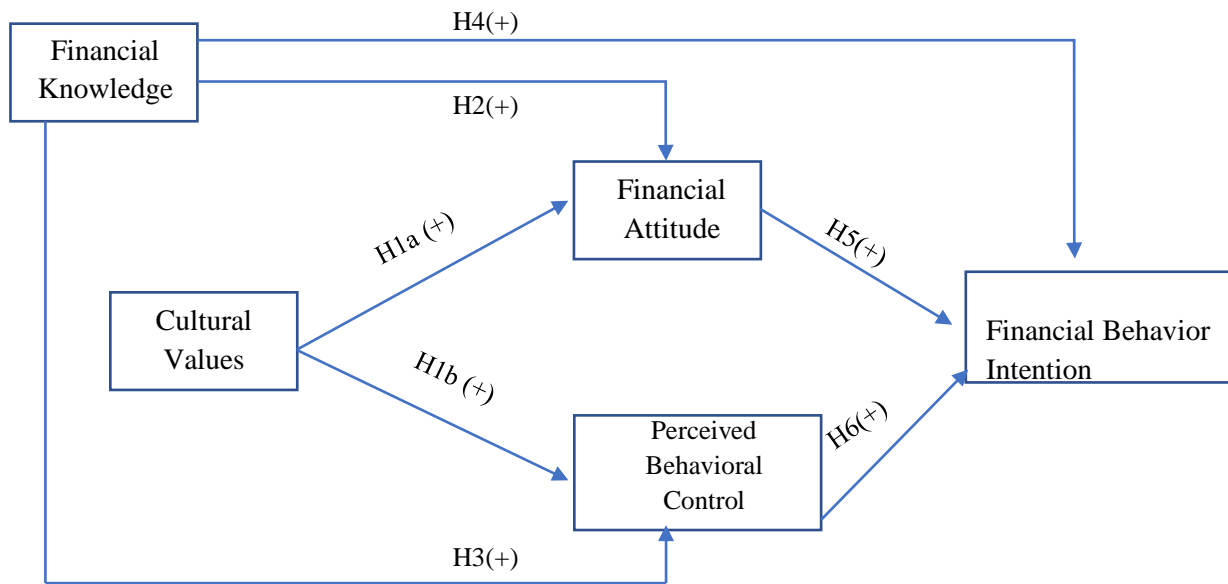 H4(+)
Financial
Knowledge
H2(+)
Financial
Attitude
H1a (+)
H5(+)
Cultural
Values
Financial Behavior
Intention
H1b (+)
Perceived
Behavioral
Control
H6(+)
H3(+)